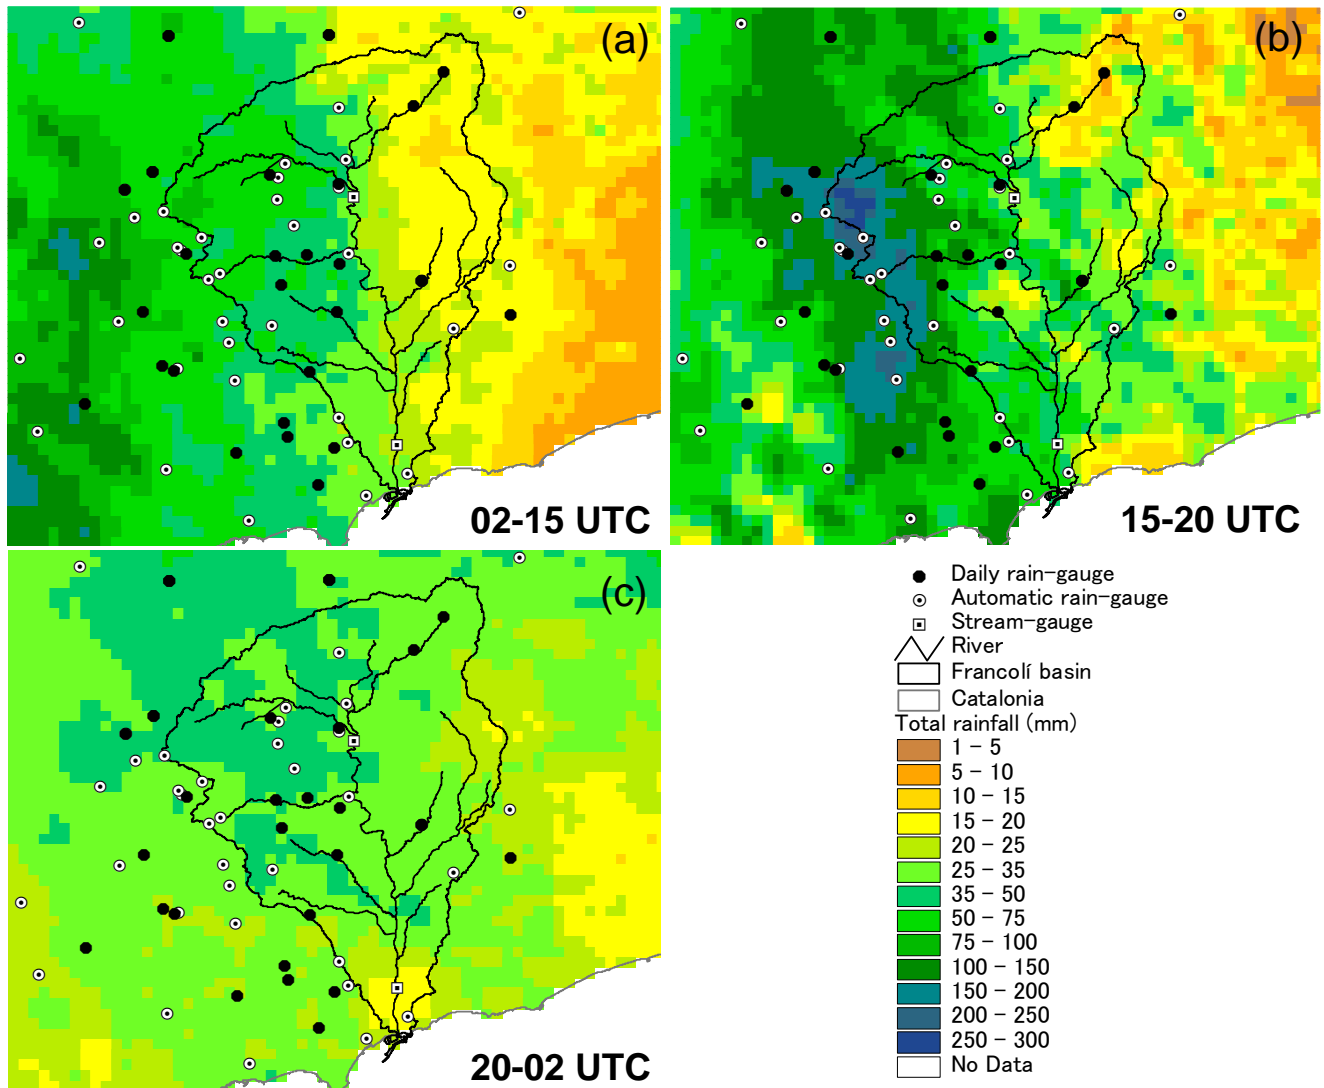 (a)
02-15 UTC
(b)
15-20 UTC
(c)
20-02 UTC
Daily rain-gauge
Automatic rain-gauge
Stream-gauge
River
Francolí basin
Catalonia
Total rainfall (mm)
1 - 5
5 - 10
10 - 15
15 - 20
20 - 25
25 - 35
35 - 50
50 - 75
75 - 100
100 - 150
150 - 200
200 - 250
250 - 300
No Data